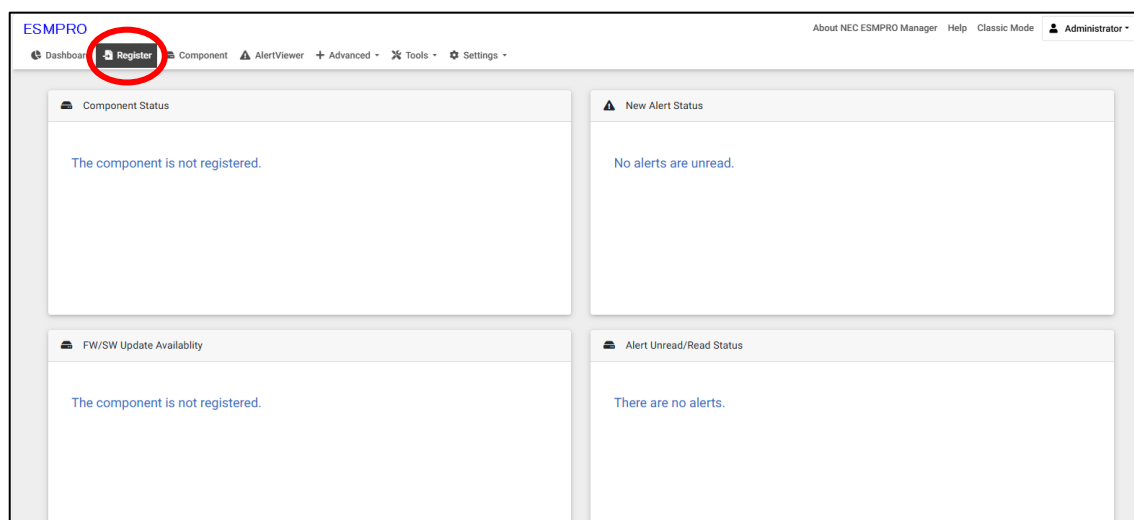 ESMPRO
About NEC ESMPRO Manager Help Classic Mode Administrator
Dashboar Register Component AlertViewer Advanced Tools Settings
Component Status
New Alert Status
The component is not registered.
No alerts are unread.
FW/SW Update Availablity
Alert Unread/Read Status
The component is not registered.
There are no alerts.